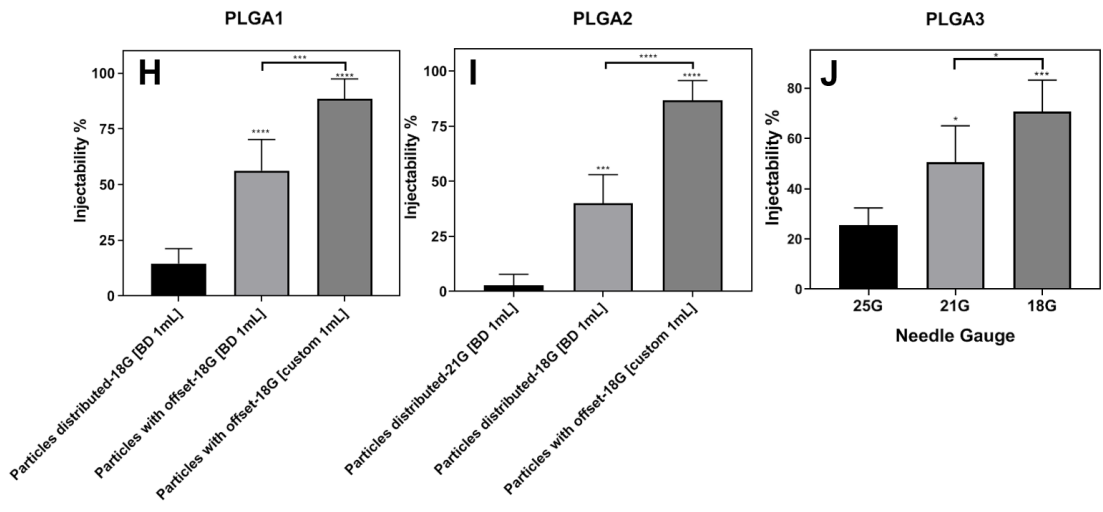 PLGA1
PLGA2
PLGA3
H
***
****
****
Injectability %
100
75
50
25
0
Particles distributed-18G [BD 1mL]
Particles with offset-18G [BD 1mL]
Particles with offset-18G [custom 1mL]
I
****
****
***
Injectability %
100
75
50
25
0
Particles distributed-21G [BD 1mL]
Particles distributed-18G [BD 1mL]
Particles with offset-18G [custom 1mL]
J
*
***
*
Injectability %
80
60
40
20
0
25G
21G
18G
Needle Gauge